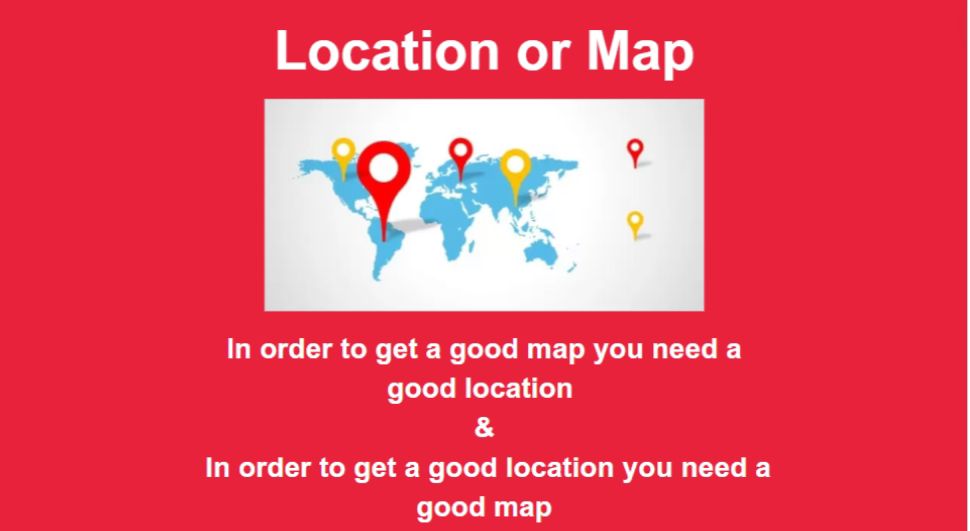 Location or Map
In order to get a good map you need a
good location
&
In order to get a good location you need a
good map